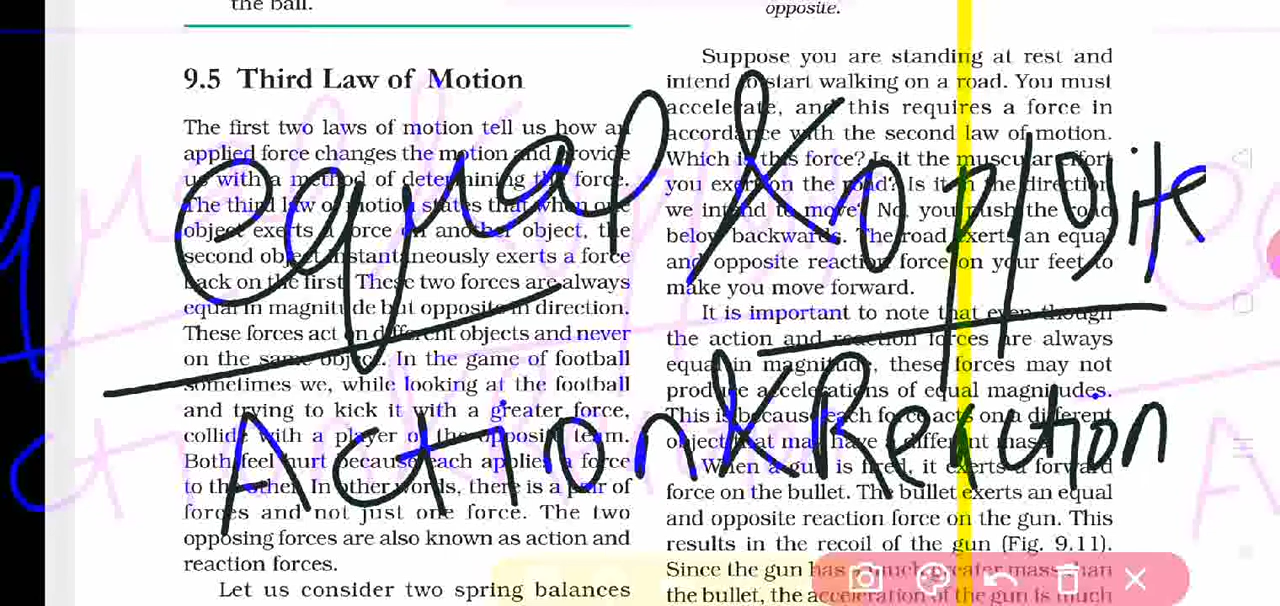 the ball.
9.5 Third Law of Motion
The first two laws of motion tell us how an
applied force changes the motion and provide
us with a method of determining the force.
The third law of motion states that when one
object exerts a force on another object, the
second object instantaneously exerts a force
back on the first. These two forces are always
equal in magnitude but opposite in direction.
These forces act on different objects and never
on the same object. In the game of football
sometimes we, while looking at the football
and trying to kick it with a greater force,
collide with a player of the opposite team.
Both feel hurt because each applies a force
to the other. In other words, there is a pair of
forces and not just one force. The two
opposing forces are also known as action and
reaction forces.
Let us consider two spring balances
opposite.
Suppose you are standing at rest and
intend to start walking on a road. You must
accelerate, and this requires a force in
accordance with the second law of motion.
Which is this force? Is it the muscular effort
you exert on the road? Is it in the direction
we intend to move? No, you push the road
below backwards. The road exerts an equal
and opposite reaction force on your feet to
make you move forward.
It is important to note that even though
the action and reaction forces are always
equal in magnitude, these forces may not
produce accelerations of equal magnitudes.
This is because each force acts on a different
object that may have a different mass.
When a gun is fired, it exerts a forward
force on the bullet. The bullet exerts an equal
and opposite reaction force on the gun. This
results in the recoil of the gun (Fig. 9.11).
Since the gun has a much greater mass than
the bullet, the acceleration of the gun is much
equal & opposite
Action & Reaction